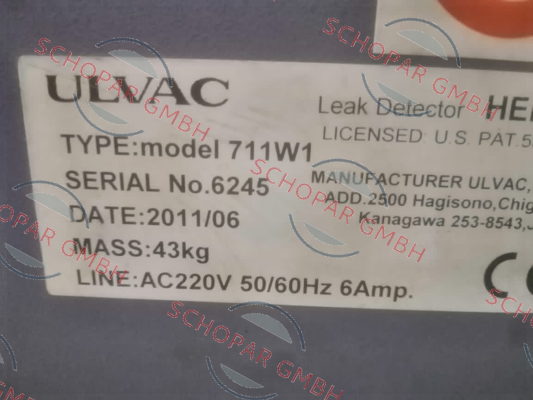 ULVAC
Leak Detector HE
TYPE:model 711W1
LICENSED: U.S. PAT.5
SERIAL No.6245
MANUFACTURER ULVAC,
DATE:2011/06
ADD.2500 Hagisono,Chig
Kanagawa 253-8543,
MASS:43kg
LINE:AC220V 50/60Hz 6Amp.
CE
SCHOPAR GMBH
SCHOPAR GMBH
SCHOPAR GMBH
SCHOPAR GMBH
SCHOPAR GMBH